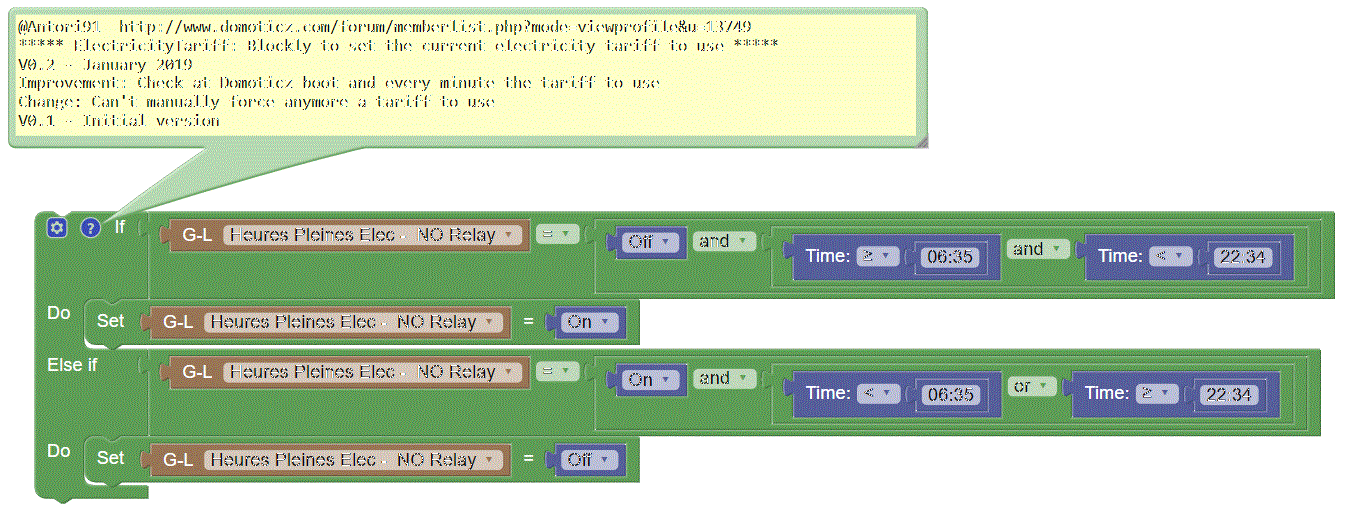 @Antori91 http://www.domoticz.com/forum/memberlist.php?mode=viewprofile&u=13749
***** ElectricityTariff: Blockly to set the current electricity tariff to use *****
V0.2 - January 2019
Improvement: Check at Domoticz boot and every minute the tariff to use
Change: Can't manually force anymore a tariff to use
V0.1 - Initial version
? If G-L Heures Pleines Elec - NO Relay ▾ = ▾ Off ▾ and ▾ Time: ≥ ▾ 06:35 and ▾ Time: < ▾ 22:34
Do Set G-L Heures Pleines Elec - NO Relay ▾ = On ▾
Else if G-L Heures Pleines Elec - NO Relay ▾ = ▾ On ▾ and ▾ Time: < ▾ 06:35 or ▾ Time: ≥ ▾ 22:34
Do Set G-L Heures Pleines Elec - NO Relay ▾ = Off ▾